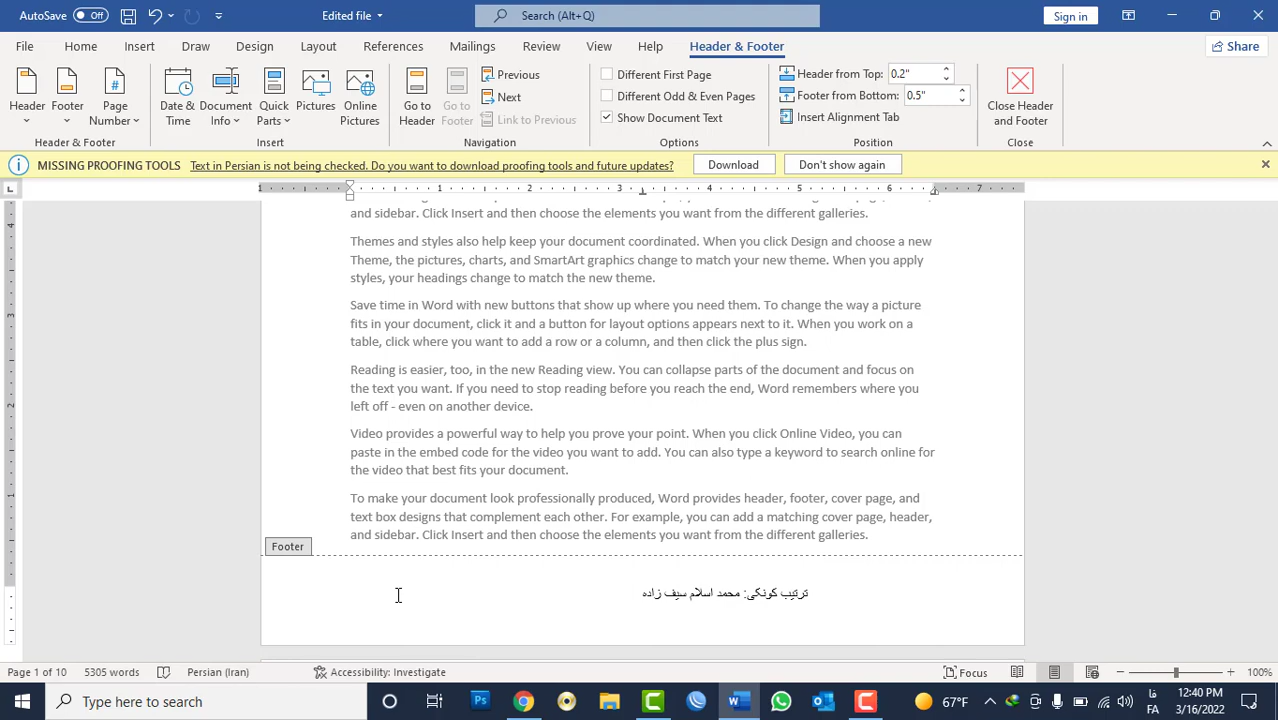 AutoSave Off
Edited file
Search (Alt+Q)
Sign in
File Home Insert Draw Design Layout References Mailings Review View Help Header & Footer Share
Header
Footer
Page Number
Header & Footer
Date & Time
Document Info
Quick Parts
Pictures
Online Pictures
Insert
Go to Header
Go to Footer
Previous
Next
Link to Previous
Navigation
Different First Page
Different Odd & Even Pages
Show Document Text
Options
Header from Top: 0.2"
Footer from Bottom: 0.5"
Insert Alignment Tab
Position
Close Header and Footer
Close
MISSING PROOFING TOOLS Text in Persian is not being checked. Do you want to download proofing tools and future updates? Download Don't show again
1 1 2 3 4 5 6 7
and sidebar. Click Insert and then choose the elements you want from the different galleries.
Themes and styles also help keep your document coordinated. When you click Design and choose a new
Theme, the pictures, charts, and SmartArt graphics change to match your new theme. When you apply
styles, your headings change to match the new theme.
Save time in Word with new buttons that show up where you need them. To change the way a picture
fits in your document, click it and a button for layout options appears next to it. When you work on a
table, click where you want to add a row or a column, and then click the plus sign.
Reading is easier, too, in the new Reading view. You can collapse parts of the document and focus on
the text you want. If you need to stop reading before you reach the end, Word remembers where you
left off - even on another device.
Video provides a powerful way to help you prove your point. When you click Online Video, you can
paste in the embed code for the video you want to add. You can also type a keyword to search online for
the video that best fits your document.
To make your document look professionally produced, Word provides header, footer, cover page, and
text box designs that complement each other. For example, you can add a matching cover page, header,
and sidebar. Click Insert and then choose the elements you want from the different galleries.
Footer
ترتیب کونکی: محمد اسلام سیف زاده
Page 1 of 10 5305 words Persian (Iran) Accessibility: Investigate Focus 100%
Type here to search
67°F
فا
FA
12:40 PM
3/16/2022